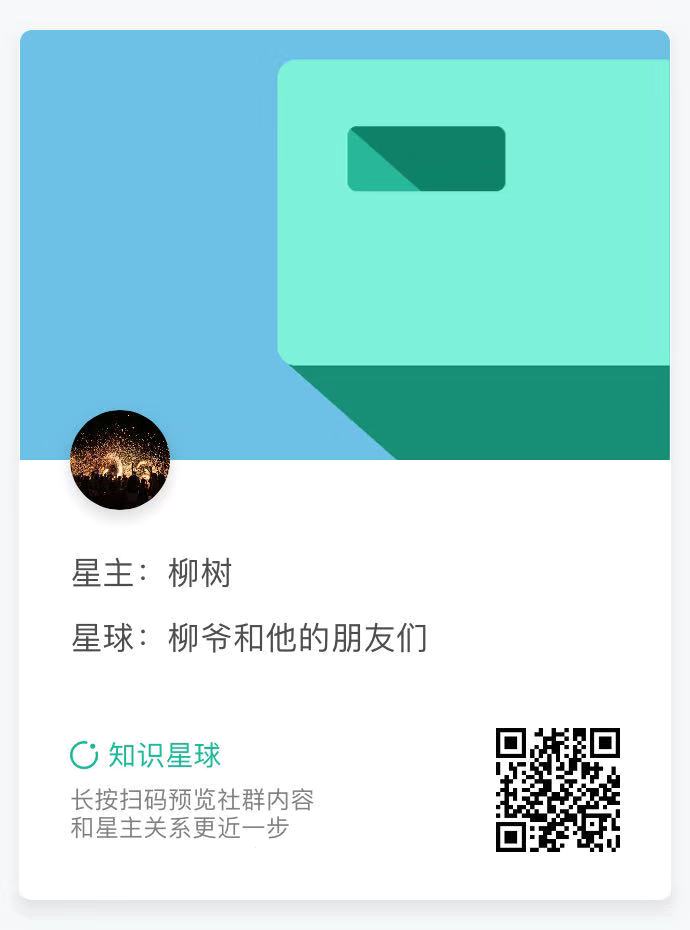 星主：柳树
星球：柳爷和他的朋友们
知识星球
长按扫码预览社群内容
和星主关系更近一步